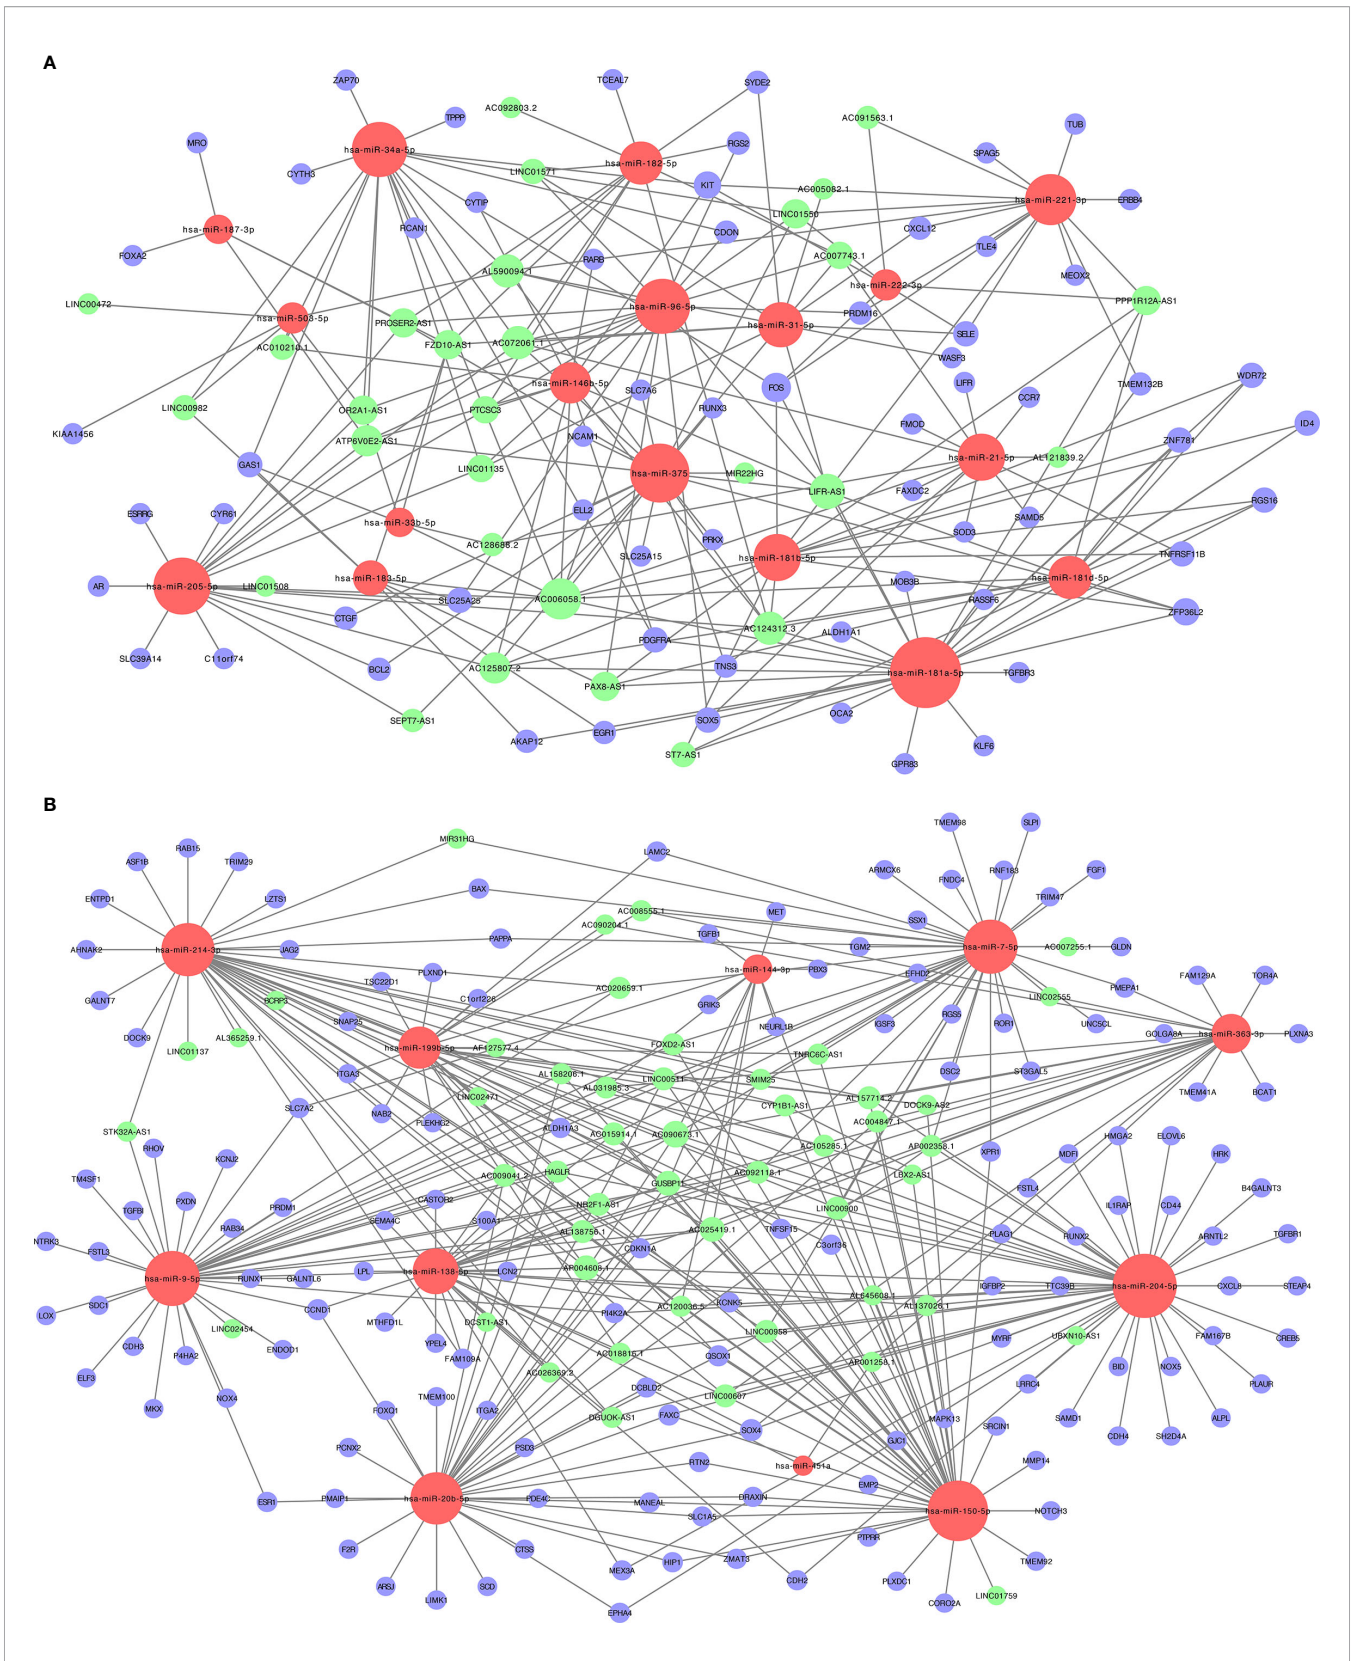 A
ZAP70
TCEAL7
SYDE2
AC092803.2
TPPP
AC091563.1
TUB
MRO
hsa-miR-34a-5p
RGS2
SPAG5
CYTH3
LINC01571
hsa-miR-182-5p
KIT
AC005082.1
hsa-miR-221-3p
ERBB4
CYTIP
LINC01550
hsa-miR-187-3p
RCAN1
CDON
CXCL12
TLE4
FOXA2
AL590094.1
RARB
AC007743.1
MEOX2
hsa-miR-222-3p
LINC00472
hsa-miR-96-5p
PPP1R12A-AS1
hsa-miR-503-5p
PROSER2-AS1
hsa-miR-31-5p
PRDM16
SELE
AC010210.1
FZD10-AS1
AC072061.1
WASF3
hsa-miR-146b-5p
SLC7A6
FOS
LIFR
TMEM132B
WDR72
LINC00982
OR2A1-AS1
PTCSC3
RUNX3
CCR7
KIAA1456
ATP6V0E2-AS1
NCAM1
FMOD
ID4
ZNF781
GAS1
LINC01135
hsa-miR-375
MIR22HG
hsa-miR-21-5p
AL121839.2
LIFR-AS1
FAXDC2
ESRRG
CYR61
hsa-miR-33b-5p
ELL2
RGS16
SAMD5
SOD3
AC128688.2
PRKX
SLC25A15
hsa-miR-181b-5p
TNFRSF11B
AR
hsa-miR-205-5p
LINC01508
hsa-miR-183-5p
MOB3B
hsa-miR-181d-5p
SLC25A25
AC006058.1
RASSF6
CTGF
ZFP36L2
AC124312.3
ALDH1A1
PDGFRA
SLC39A14
C11orf74
BCL2
AC125807.2
TNS3
hsa-miR-181a-5p
TGFBR3
PAX8-AS1
SEPT7-AS1
SOX5
OCA2
AKAP12
EGR1
ST7-AS1
KLF6
GPR83
B
TMEM98
SLPI
MIR31HG
RAB15
LAMC2
ASF1B
TRIM29
ARMCX6
RNF183
FGF1
FNDC4
ENTPD1
LZTS1
BAX
TRIM47
AC008555.1
MET
SSX1
AC090204.1
PAPPA
TGFB1
AHNAK2
hsa-miR-214-3p
JAG2
TGM2
hsa-miR-7-5p
AC007255.1
GLDN
PLXND1
hsa-miR-144-3p
PBX3
EFHD2
TSC22D1
FAM129A
TOR4A
PMEPA1
GALNT7
BCRP3
C1orf226
AC020659.1
GRIK3
LINC02555
RGS5
SNAP25
NEURL1B
IGSF3
ROR1
UNC5CL
DOCK9
AL365259.1
GOLGA8A
hsa-miR-363-3p
PLXNA3
LINC01137
hsa-miR-199b-5p
AF127577.4
FOXD2-AS1
TNRC6C-AS1
ITGA3
AL158206.1
LINC00511
SMIM25
DSC2
ST3GAL5
AL031985.3
TMEM41A
BCAT1
LINC02471
SLC7A2
AL157714.2
CYP1B1-AS1
DOCK9-AS2
NAB2
PLEKHG2
AC004847.1
STK32A-AS1
ALDH1A3
AC015914.1
AC090673.1
HMGA2
ELOVL6
RHOV
AC105285.1
AP002358.1
XPR1
MDFI
HRK
KCNJ2
TM4SF1
AC009041.2
HAGLR
AC092118.1
LBX2-AS1
GUSBP11
FSTL4
B4GALNT3
PXDN
CASTOR2
TGFBI
PRDM1
NR2F1-AS1
LINC00900
IL1RAP
CD44
RAB34
SEMA4C
S100A1
TNFSF15
AL138756.1
AC025419.1
PLAG1
RUNX2
ARNTL2
TGFBR1
NTRK3
FSTL3
CDKN1A
C3orf36
hsa-miR-9-5p
RUNX1
GALNTL6
LPL
hsa-miR-138-5p
LCN2
AP004608.1
IGFBP2
TTC39B
hsa-miR-204-5p
CXCL8
STEAP4
LOX
SDC1
CCND1
PI4K2A
AC120036.5
KCNK5
AL645608.1
AL137026.1
LINC02454
MTHFD1L
DCST1-AS1
LINC00958
MYRF
UBXN10-AS1
FAM167B
CREB5
CDH3
P4HA2
ENDOD1
YPEL4
FAM109A
AC018816.1
QSOX1
AP001258.1
BID
NOX5
ELF3
AC026369.2
DCBLD2
LINC00607
LRRC4
PLAUR
NOX4
TMEM100
MKX
FOXQ1
ITGA2
DGUOK-AS1
FAXC
MAPK13
SRCIN1
SAMD1
ALPL
SOX4
CDH4
SH2D4A
PCNX2
PSD3
GJC1
RTN2
hsa-miR-451a
MMP14
EMP2
ESR1
PMAIP1
hsa-miR-20b-5p
PDE4C
MANEAL
DRAXIN
hsa-miR-150-5p
NOTCH3
SLC1A5
PTPRR
F2R
CTSS
HIP1
ZMAT3
MEX3A
TMEM92
CDH2
PLXDC1
ARSJ
SCD
LIMK1
LINC01759
CORO2A
EPHA4